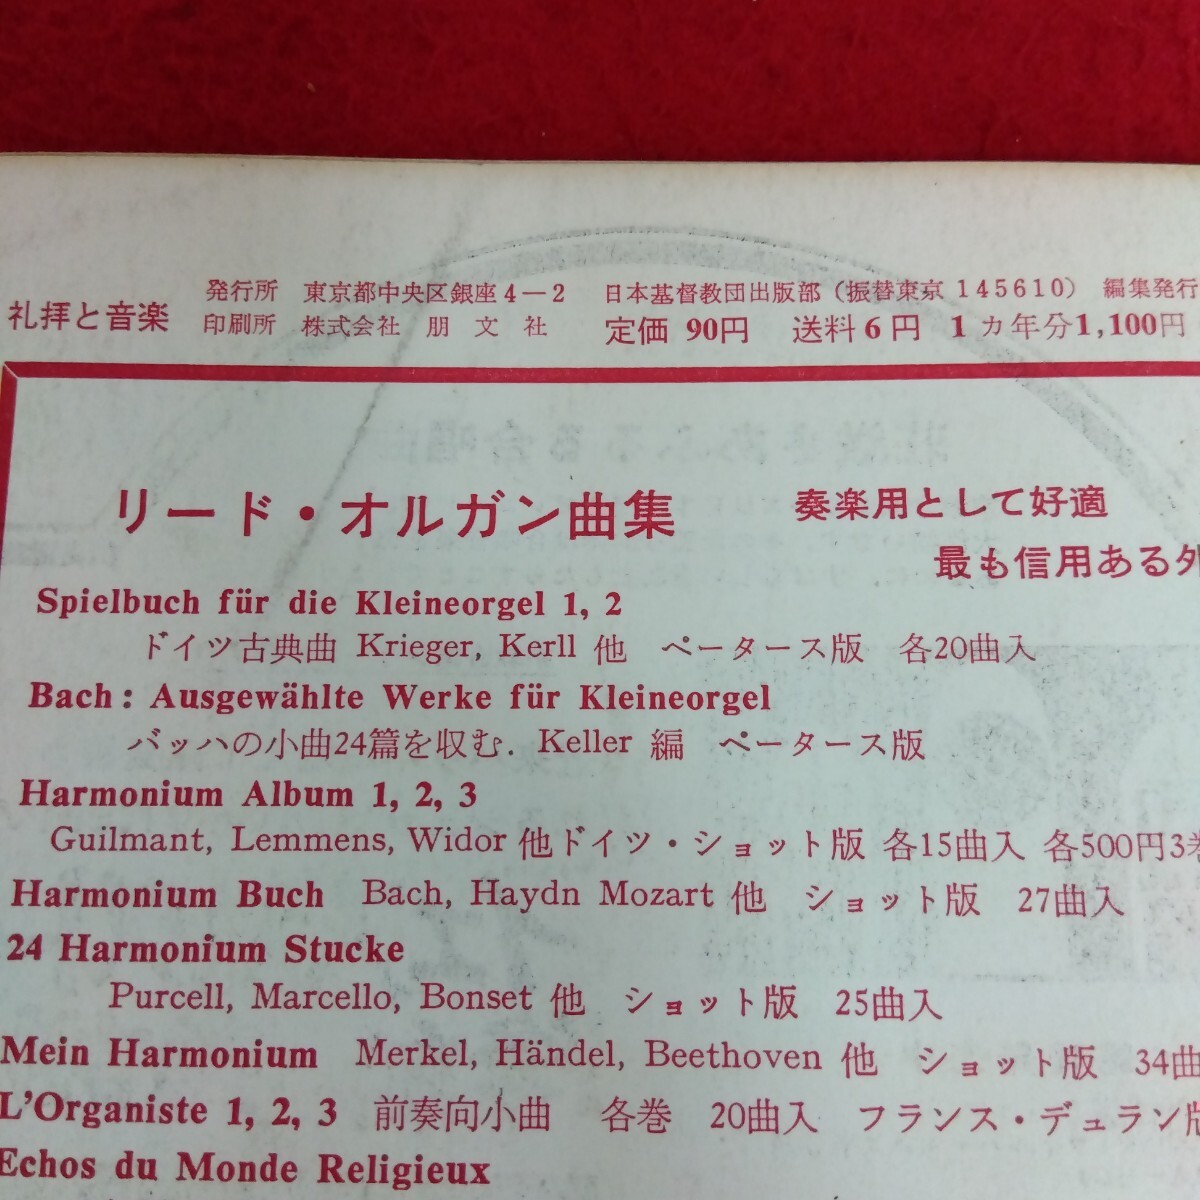 礼拝と音楽
発行所 東京都中央区銀座4—2 日本基督教団出版部 (振替東京 145610) 編集発行
印刷所 株式会社 朋文社 定価 90円 送料6円 1ヵ年分1,100円
リード・オルガン曲集 奏楽用として好適
最も信用ある外
Spielbuch für die Kleineorgel 1, 2
ドイツ古典曲 Krieger, Kerll 他 ペータース版 各20曲入
Bach: Ausgewählte Werke für Kleineorgel
バッハの小曲24篇を収む. Keller 編 ペータース版
Harmonium Album 1, 2, 3
Guilmant, Lemmens, Widor 他ドイツ・ショット版 各15曲入 各500円3巻
Harmonium Buch Bach, Haydn Mozart 他 ショット版 27曲入
24 Harmonium Stucke
Purcell, Marcello, Bonset 他 ショット版 25曲入
Mein Harmonium Merkel, Händel, Beethoven 他 ショット版 34曲
L'Organiste 1, 2, 3 前奏向小曲 各巻 20曲入 フランス・デュラン版
Echos du Monde Religieux